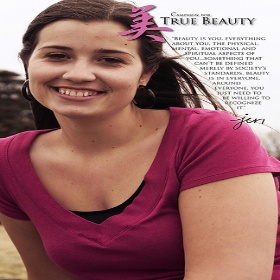 美
Campaign for
True Beauty
"Beauty is you. Everything
about you. The physical,
mental, emotional and
spiritual aspects of
you...something that
can't be defined
merely by society's
standards. Beauty
is in everyone,
around
everyone, you
just need to
be willing to
recognize
it"
~Jen